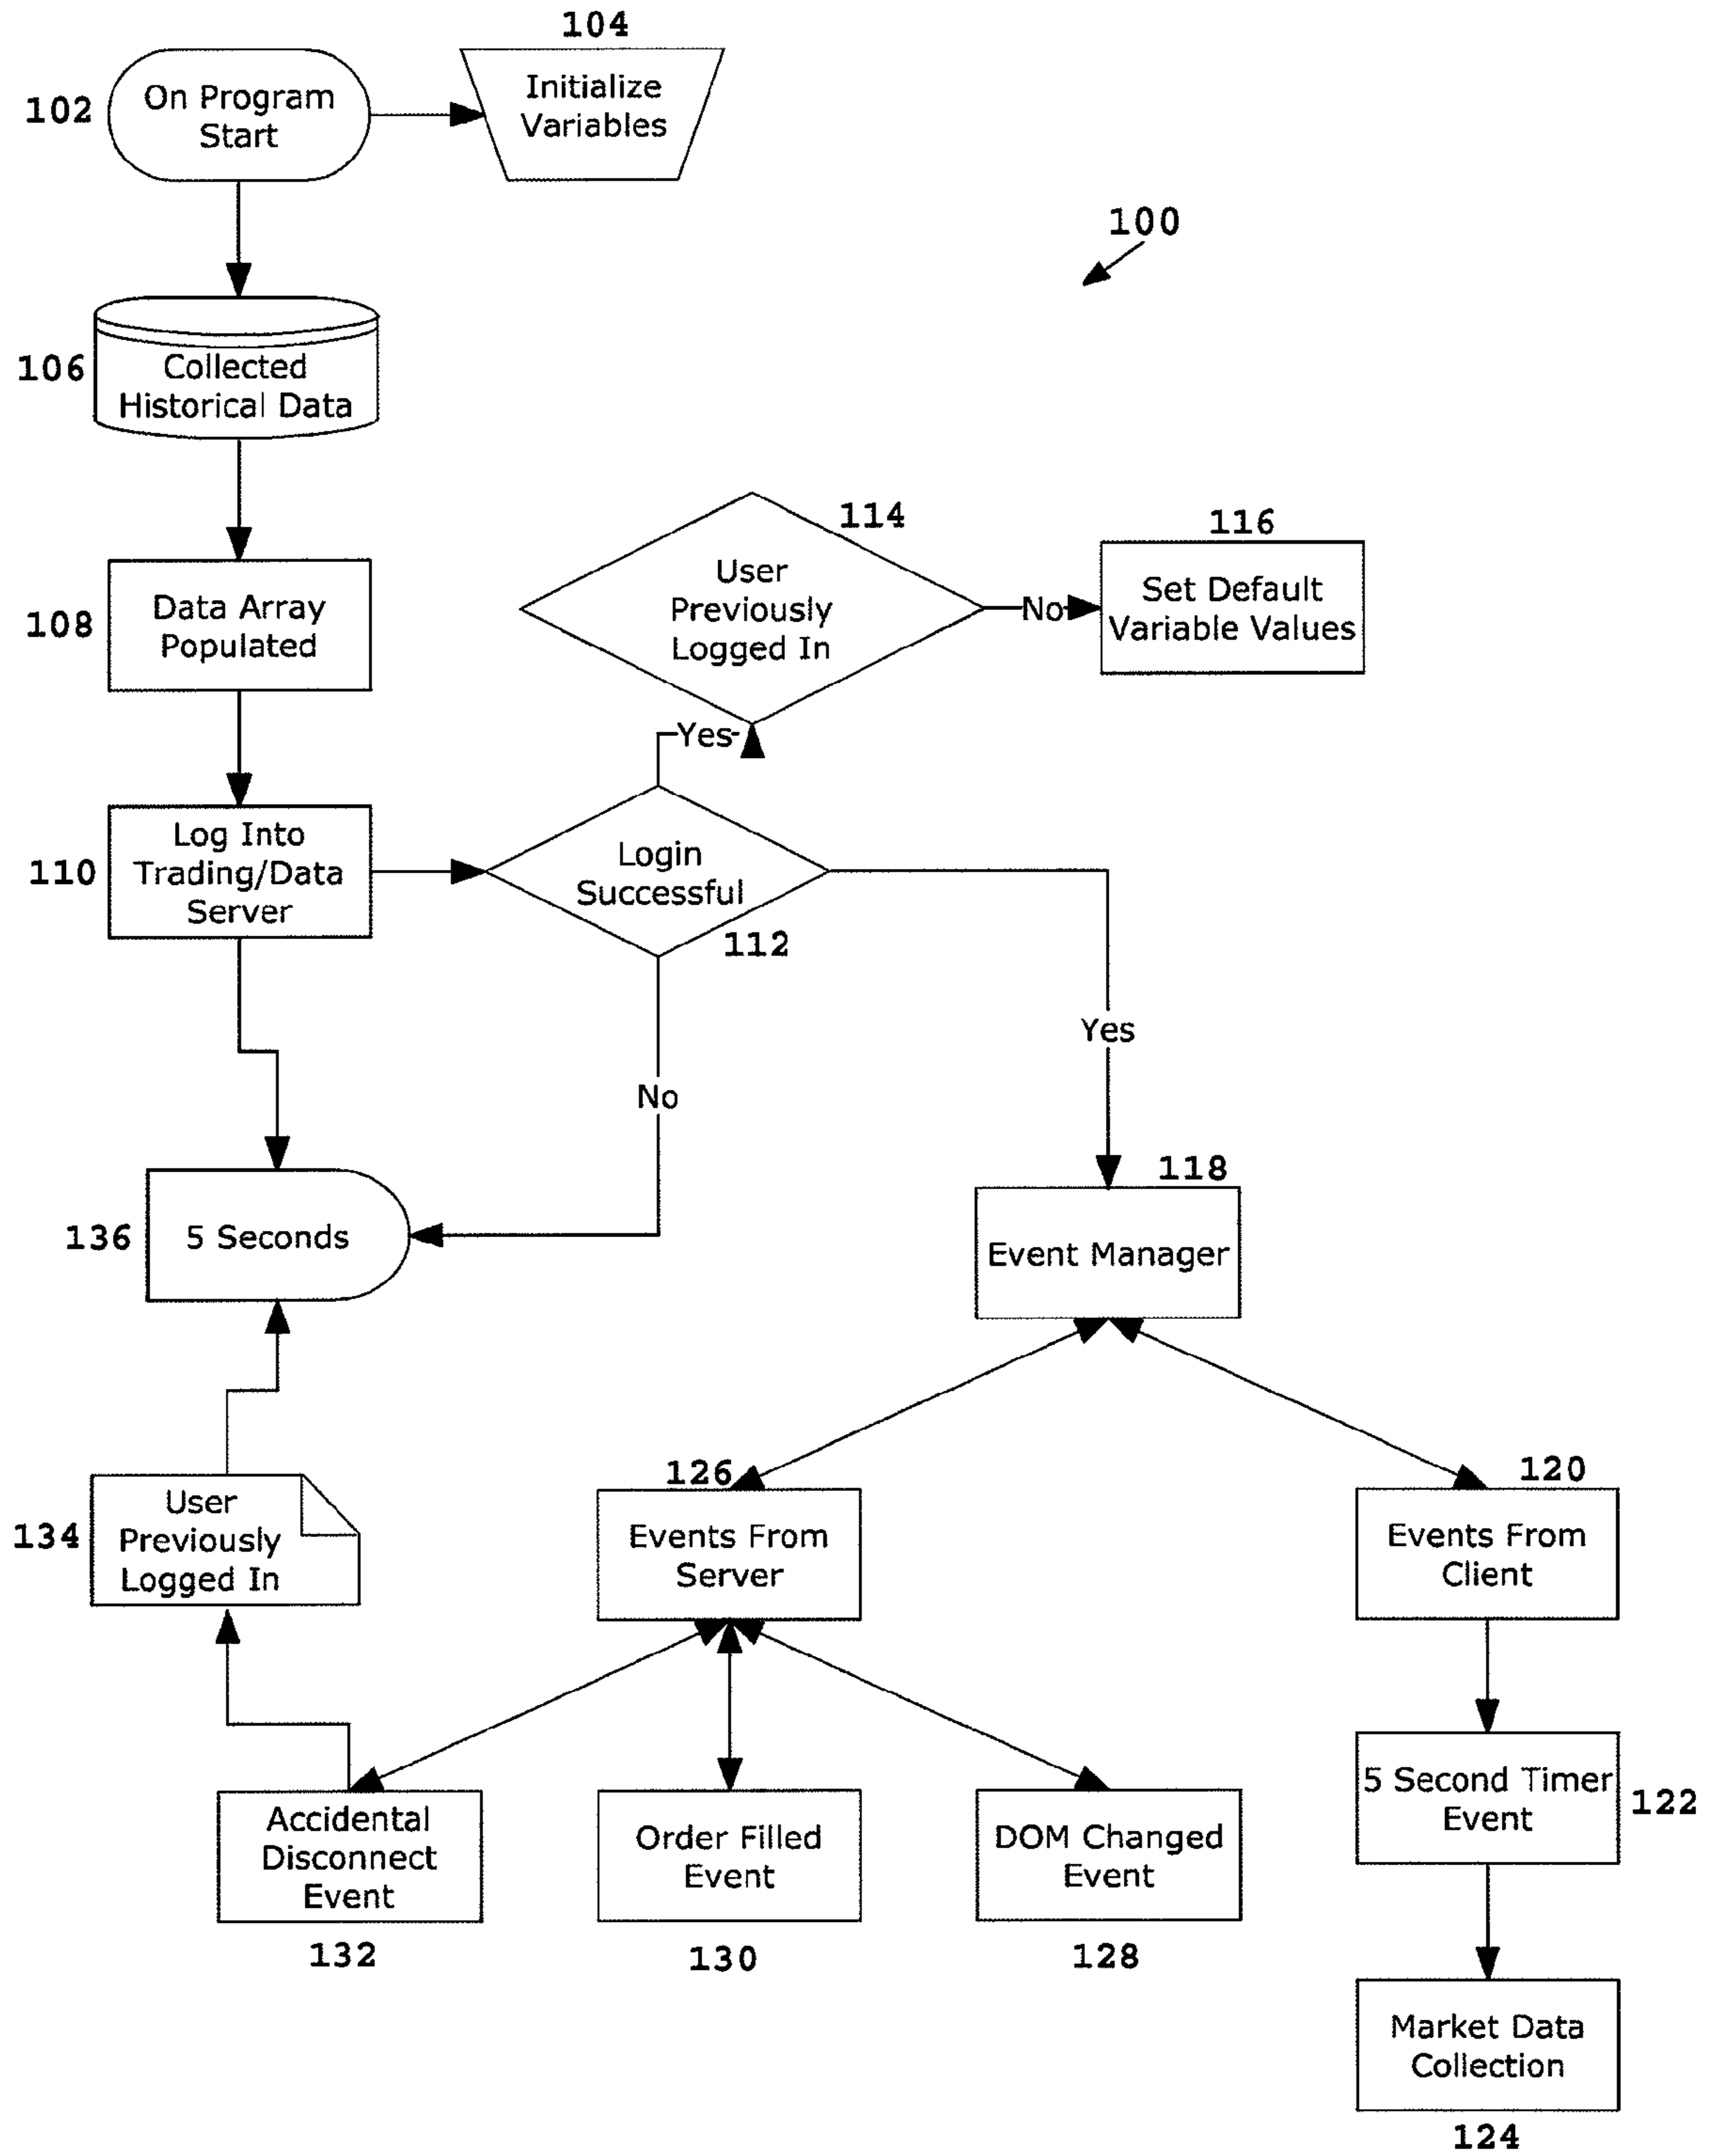 104
102
On Program
Start
Initialize
Variables
100
106
Collected
Historical Data
114
116
108
Data Array
Populated
User
Previously
Logged In
No
Set Default
Variable Values
Yes
110
Log Into
Trading/Data
Server
Login
Successful
112
Yes
No
118
136
5 Seconds
Event Manager
126
120
134
User
Previously
Logged In
Events From
Server
Events From
Client
5 Second Timer
Event
122
Accidental
Disconnect
Event
Order Filled
Event
DOM Changed
Event
132
130
128
Market Data
Collection
124